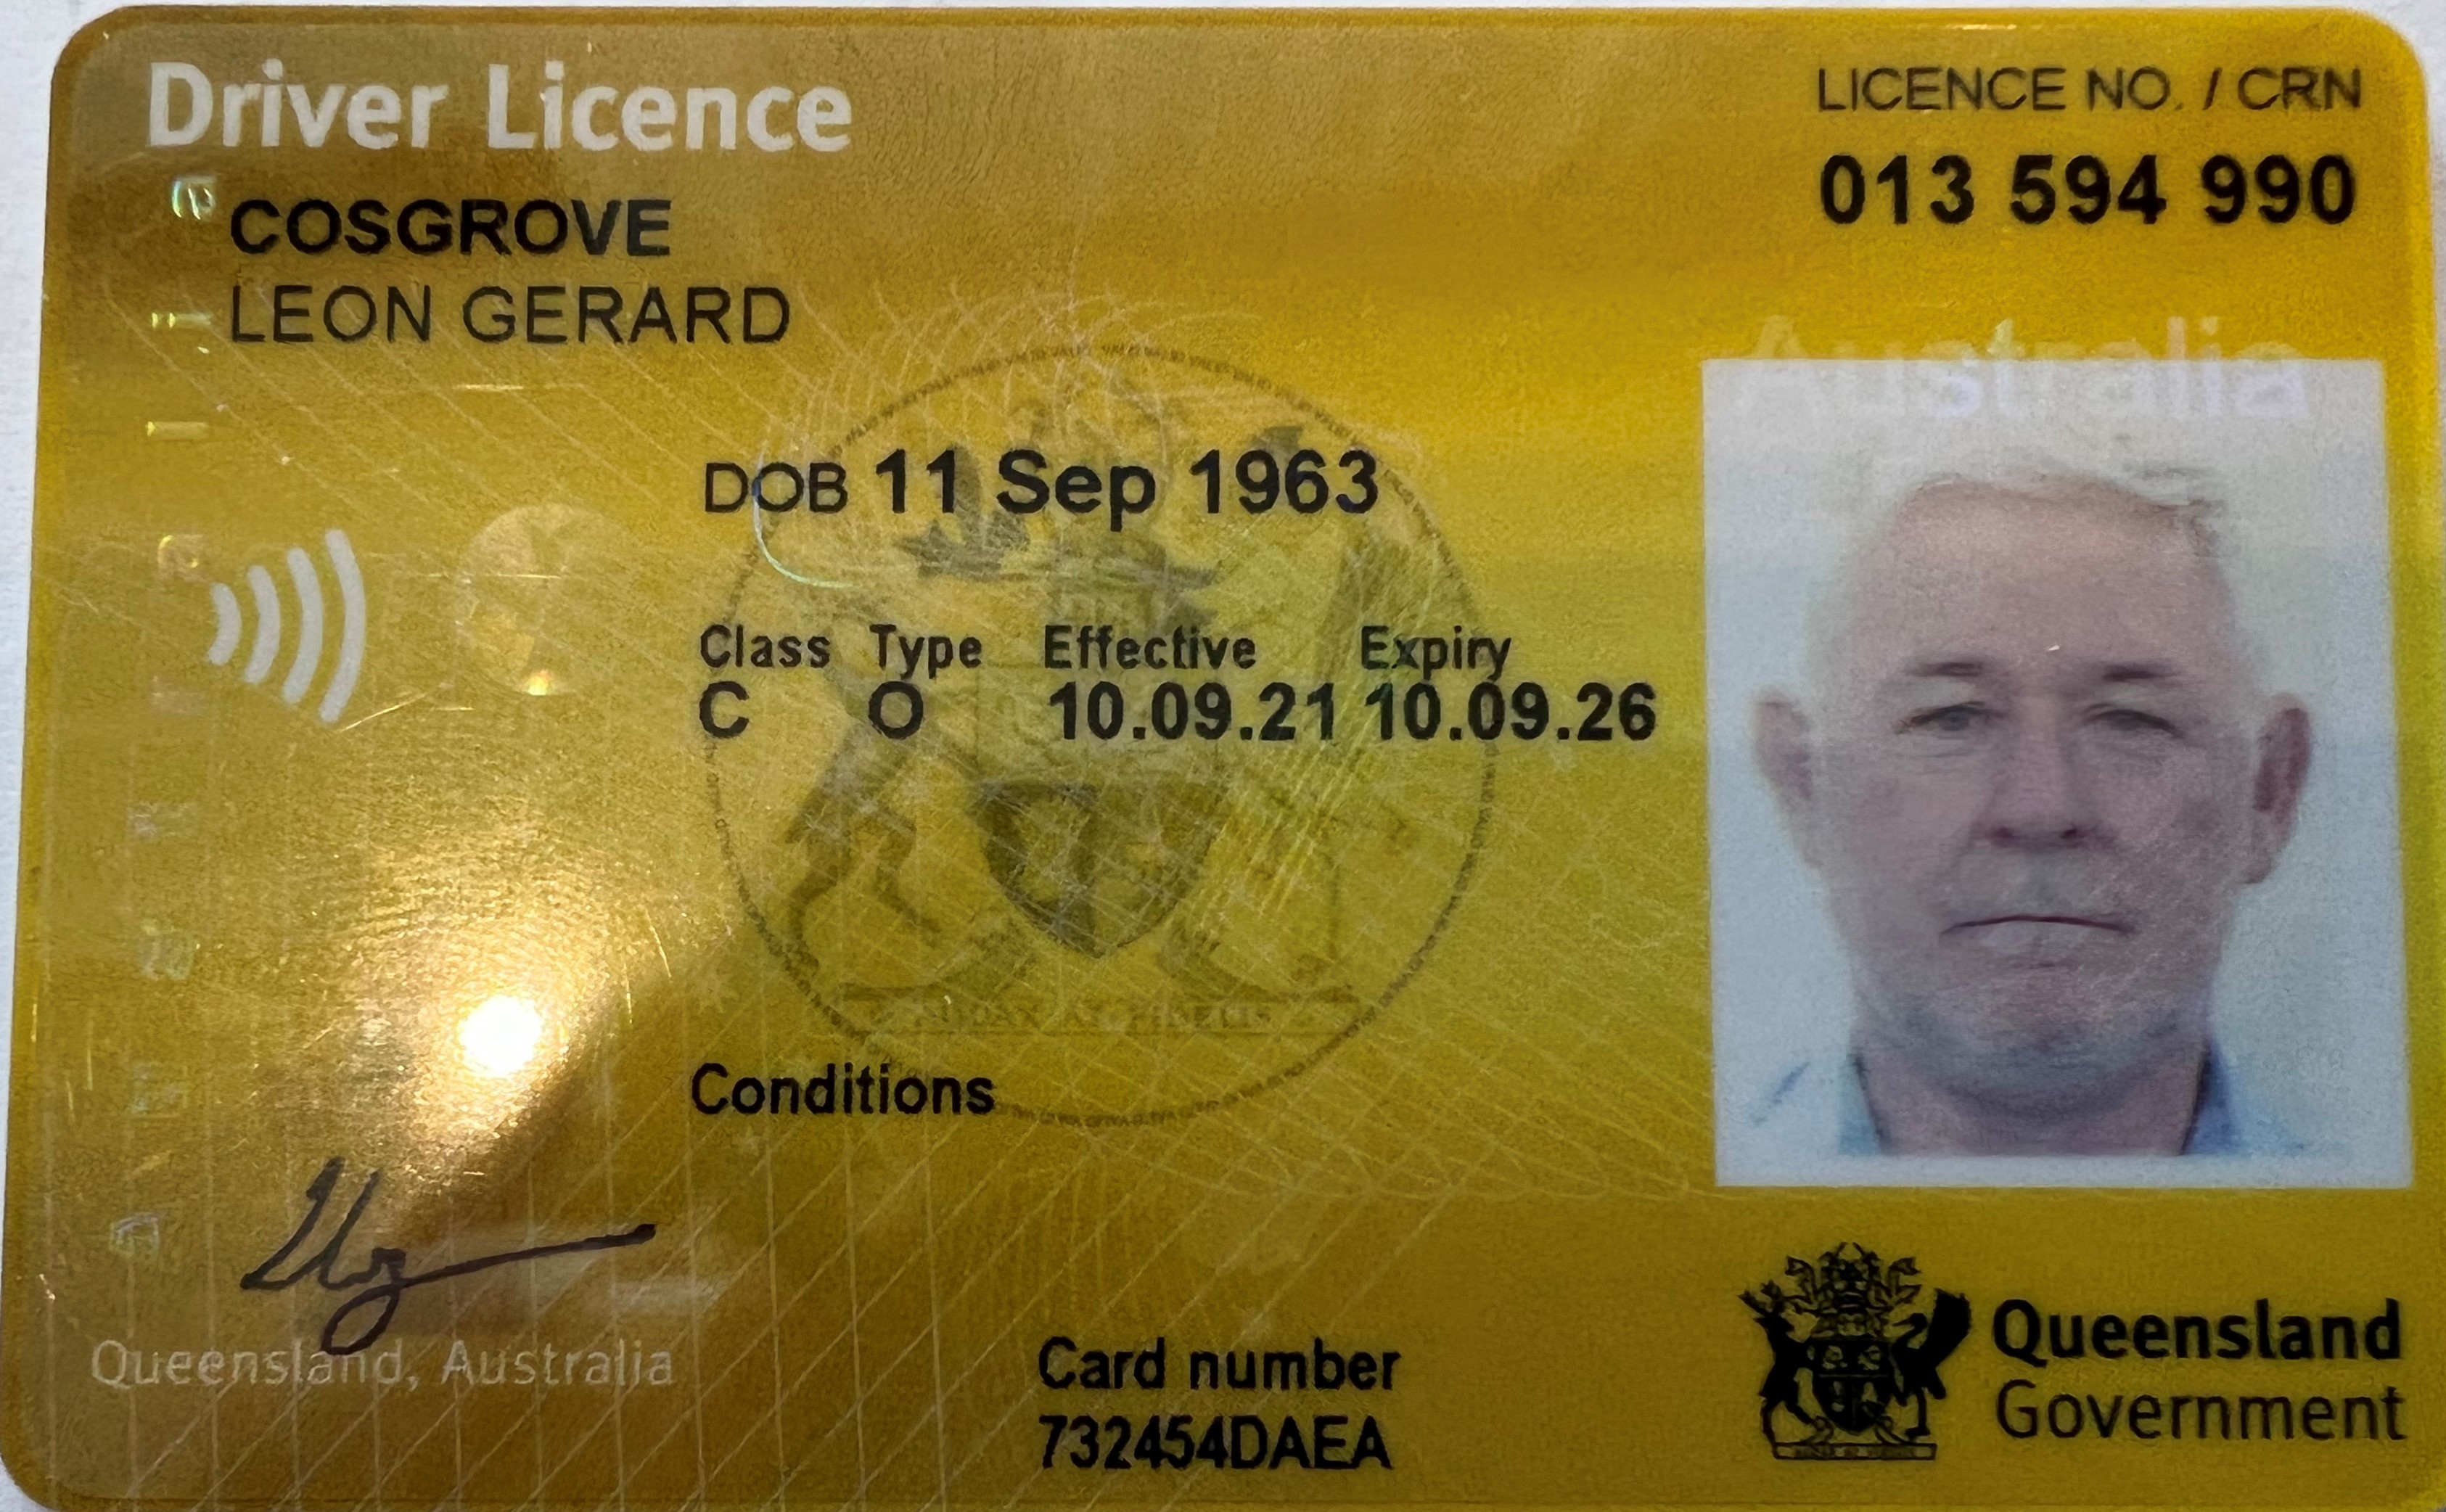 Driver Licence
LICENCE NO. / CRN
013 594 990
COSGROVE
LEON GERARD
Australia
DOB 11 Sep 1963
Class Type Effective Expiry
C O 10.09.21 10.09.26
Conditions
Queensland, Australia
Card number
732454DAEA
Queensland
Government